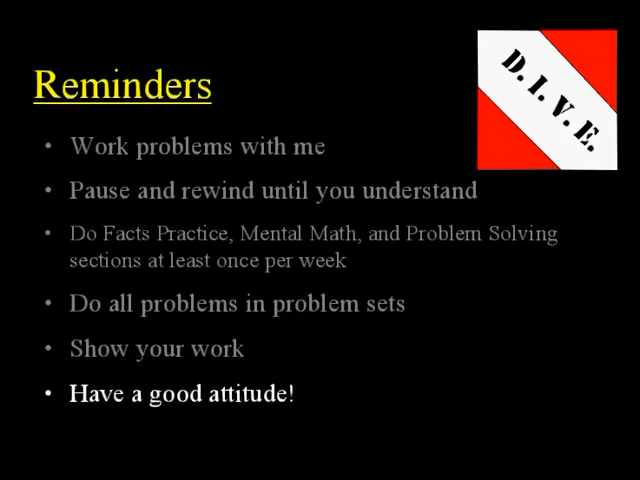 D. I. V. E.
Reminders
• Work problems with me
• Pause and rewind until you understand
• Do Facts Practice, Mental Math, and Problem Solving
sections at least once per week
• Do all problems in problem sets
• Show your work
• Have a good attitude!